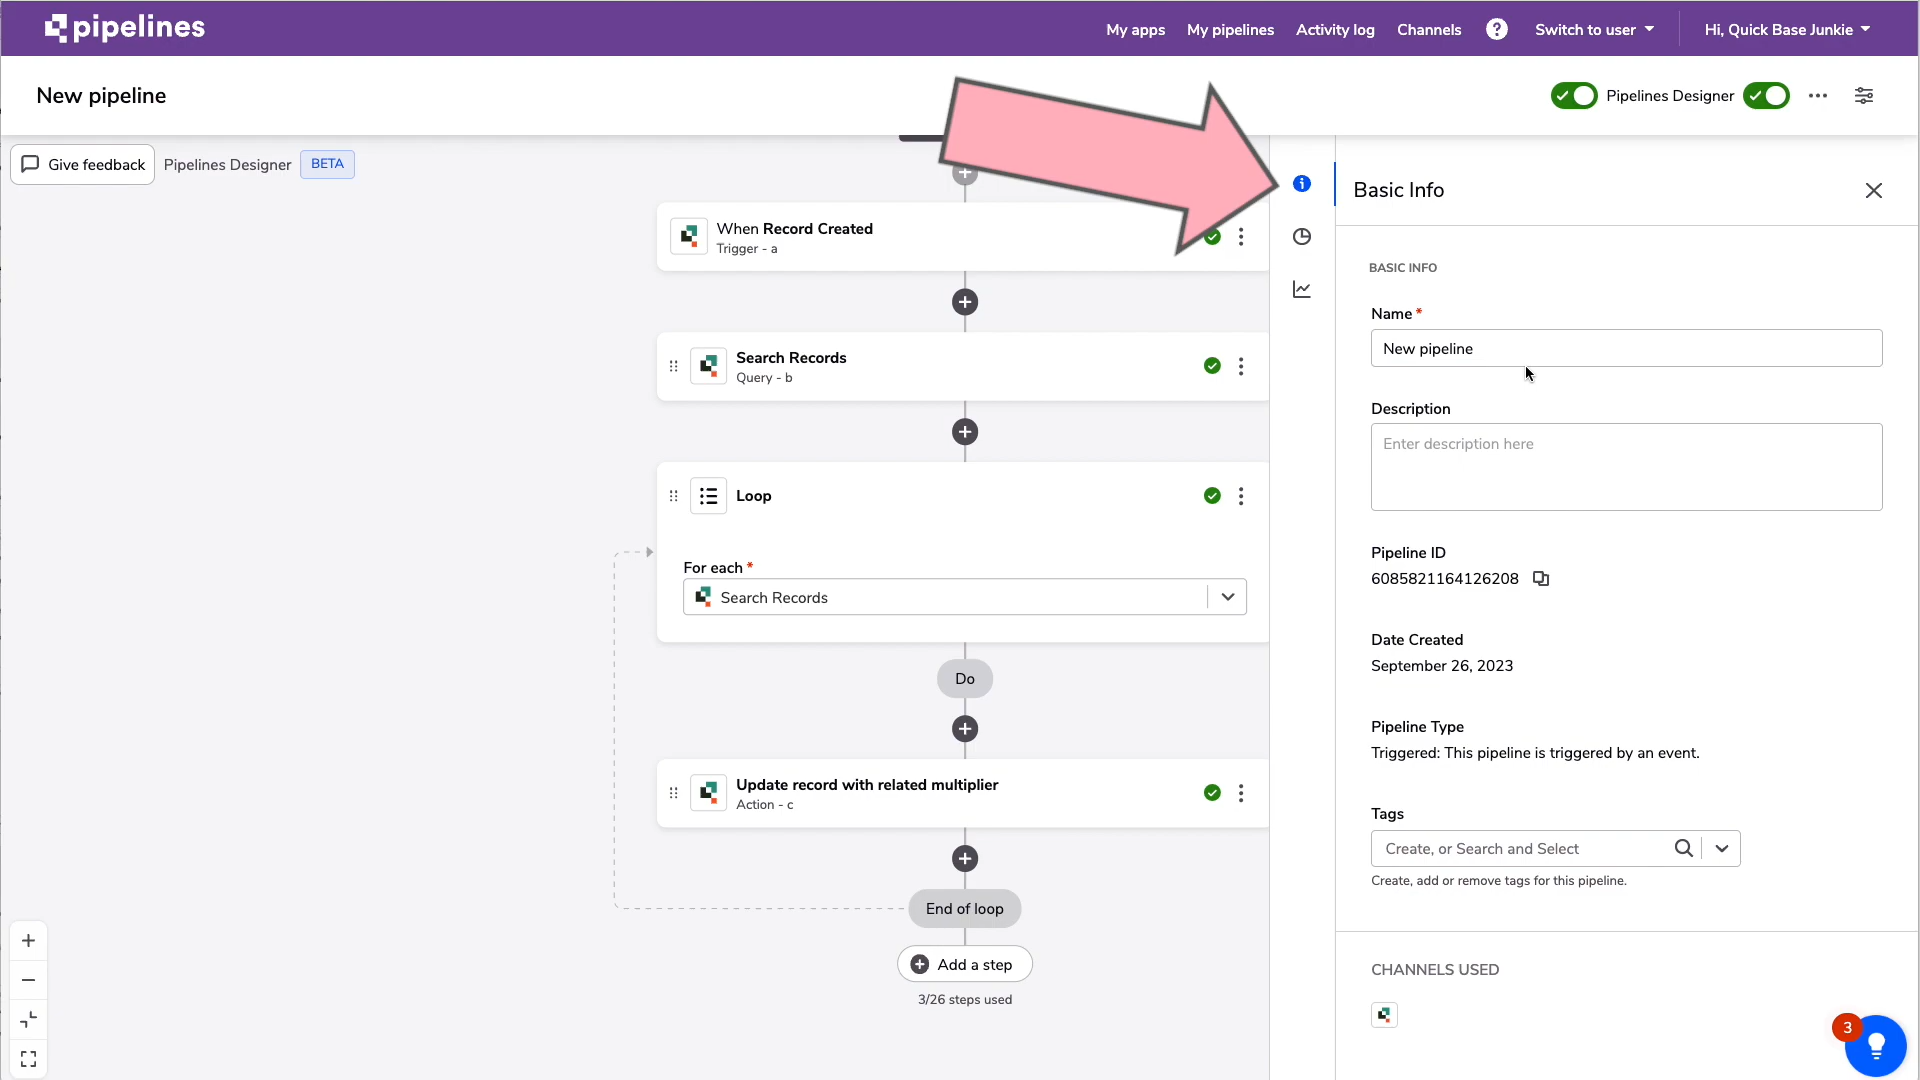 pipelines
My apps My pipelines Activity log Channels ? Switch to user Hi, Quick Base Junkie
New pipeline
Pipelines Designer
Give feedback Pipelines Designer BETA
When Record Created
Trigger - a
Search Records
Query - b
Loop
For each *
Search Records
Do
Update record with related multiplier
Action - c
End of loop
Add a step
3/26 steps used
Basic Info
BASIC INFO
Name *
New pipeline
Description
Enter description here
Pipeline ID
6085821164126208
Date Created
September 26, 2023
Pipeline Type
Triggered: This pipeline is triggered by an event.
Tags
Create, or Search and Select
Create, add or remove tags for this pipeline.
CHANNELS USED
3